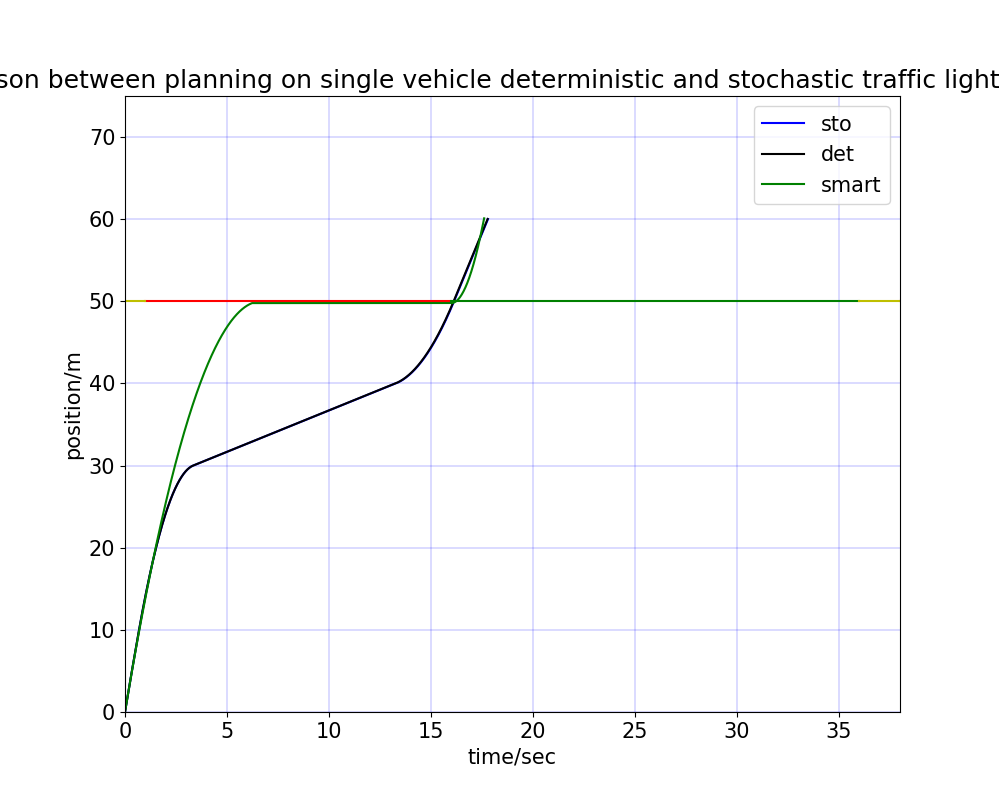 son between planning on single vehicle deterministic and stochastic traffic light
70
60
50
40
30
20
10
0
position/m
sto
det
smart
0 5 10 15 20 25 30 35
time/sec